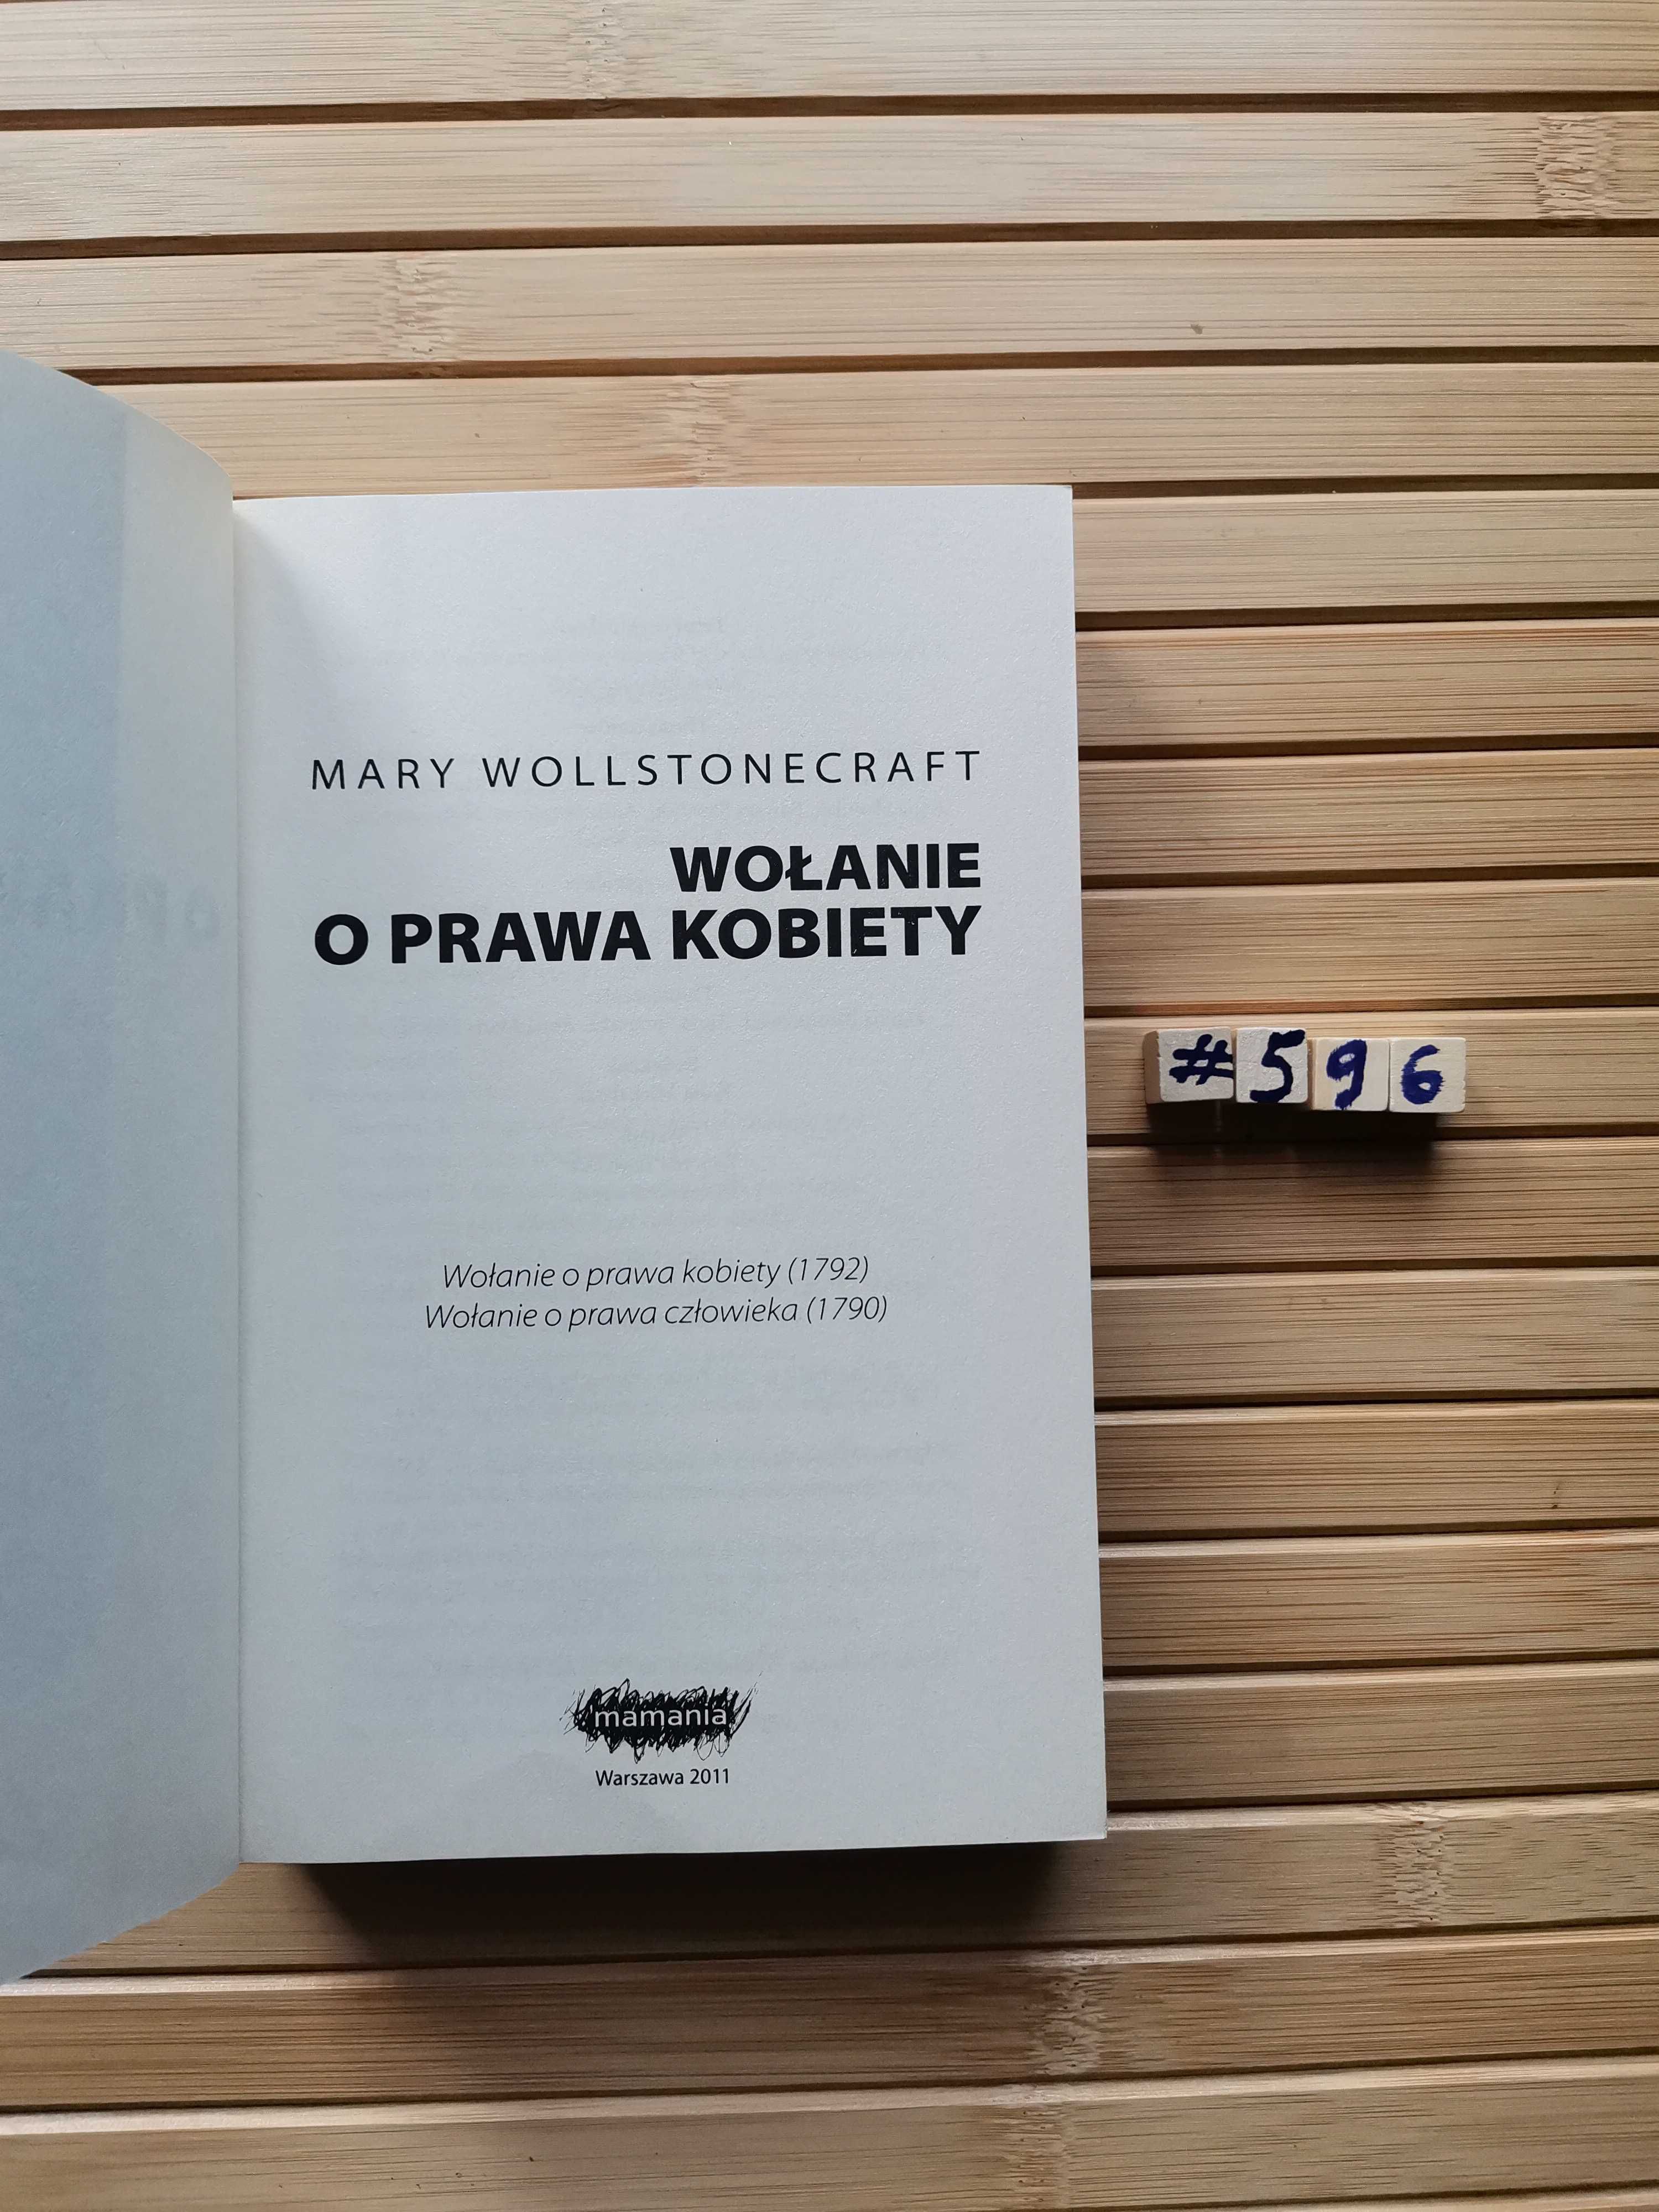 MARY WOLLSTONECRAFT
WOŁANIE
O PRAWA KOBIETY
#596
Wołanie o prawa kobiety (1792)
Wołanie o prawa człowieka (1790)
mamania
Warszawa 2011